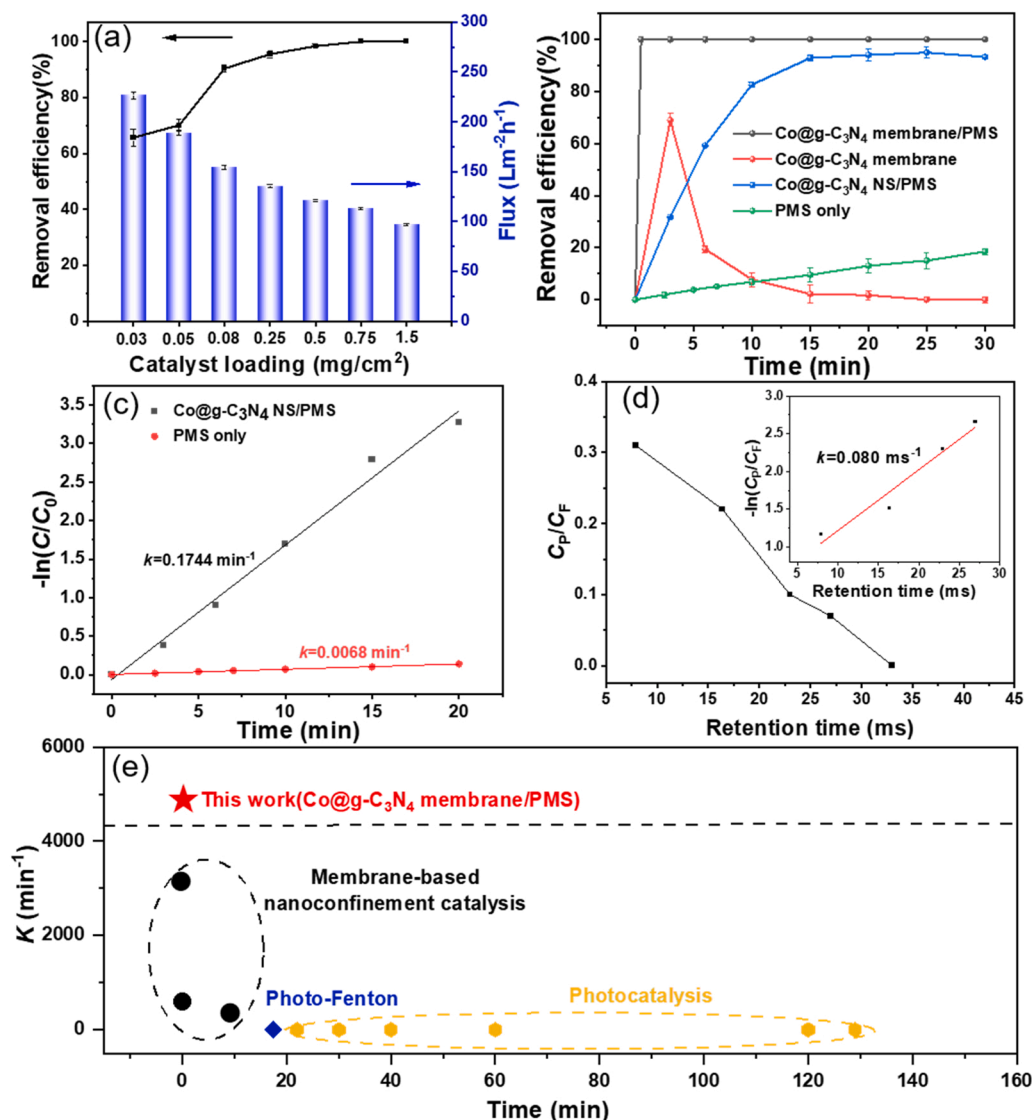 (a)
Removal efficiency(%)
100
80
60
40
20
0
300
250
200
150
100
50
0
Flux (Lm⁻²h⁻¹)
0.03 0.05 0.08 0.25 0.5 0.75 1.5
Catalyst loading (mg/cm²)
Removal efficiency(%)
100
80
60
40
20
0
Co@g-C₃N₄ membrane/PMS
Co@g-C₃N₄ membrane
Co@g-C₃N₄ NS/PMS
PMS only
0 5 10 15 20 25 30
Time (min)
(c)
-ln(C/C₀)
3.5
3.0
2.5
2.0
1.5
1.0
0.5
0.0
Co@g-C₃N₄ NS/PMS
PMS only
k=0.1744 min⁻¹
k=0.0068 min⁻¹
0 5 10 15 20
Time (min)
(d)
C_P/C_F
0.4
0.3
0.2
0.1
0.0
-ln(C_P/C_F)
3.0
2.5
2.0
1.5
1.0
k=0.080 ms⁻¹
5 10 15 20 25 30
Retention time (ms)
5 10 15 20 25 30 35 40 45
Retention time (ms)
(e)
K (min⁻¹)
6000
4000
2000
0
This work(Co@g-C₃N₄ membrane/PMS)
Membrane-based
nanoconfinement catalysis
Photo-Fenton
Photocatalysis
0 20 40 60 80 100 120 140 160
Time (min)